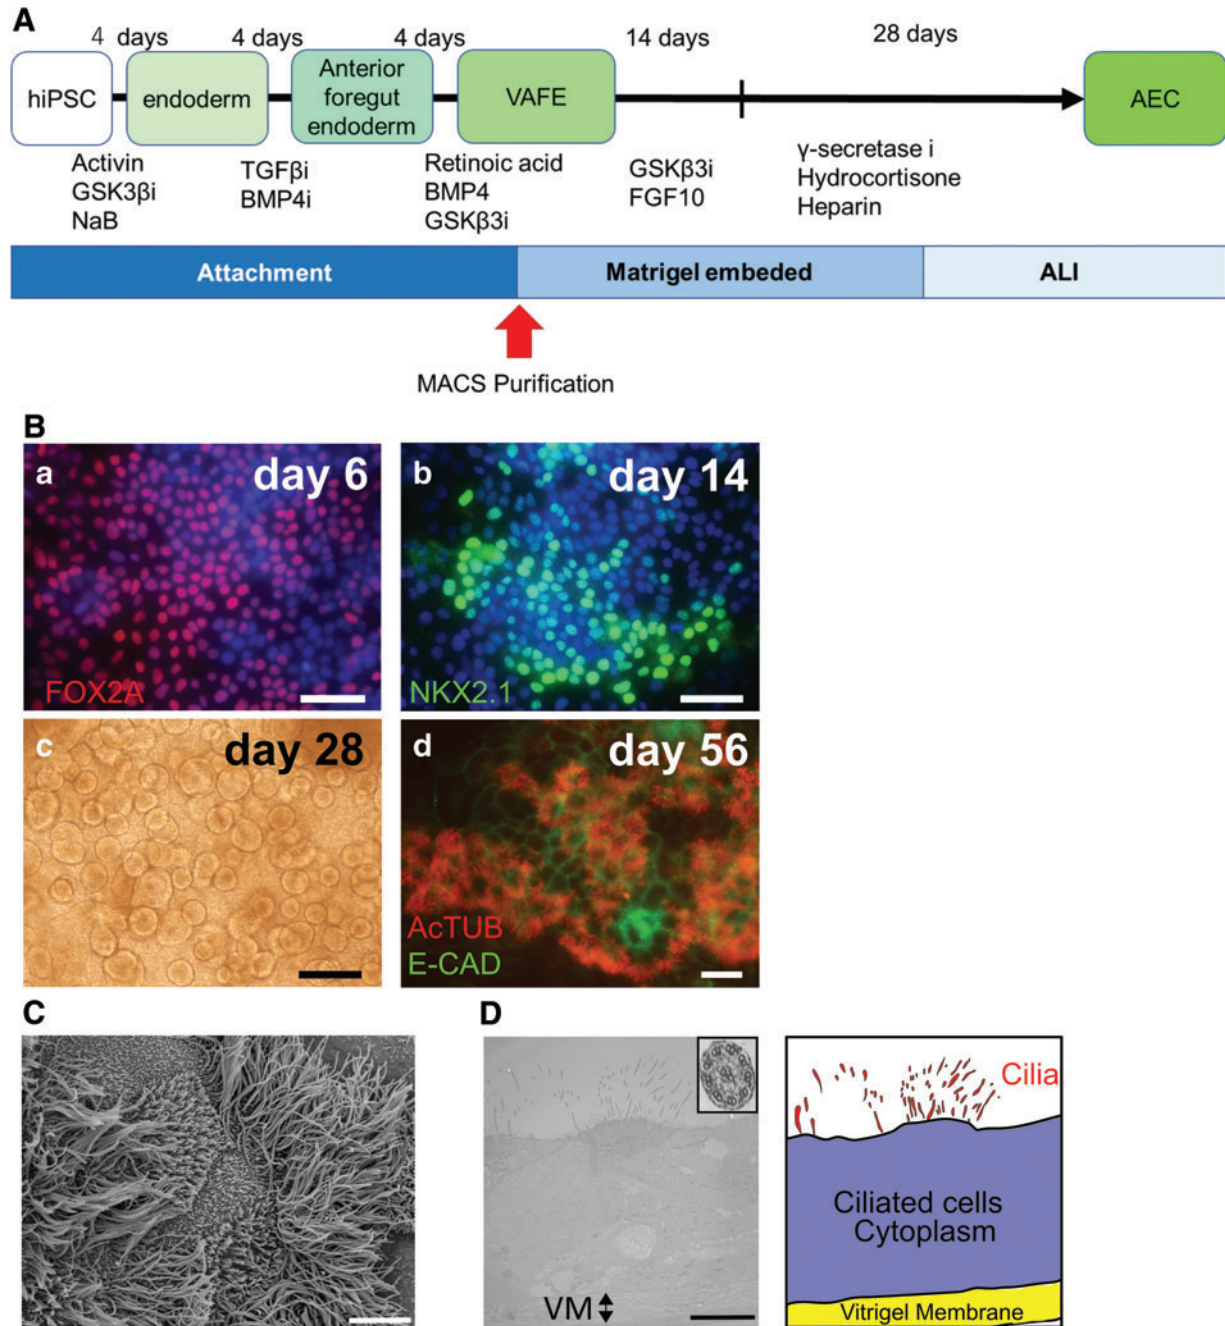 A
4 days
4 days
4 days
14 days
28 days
hiPSC
endoderm
Anterior
foregut
endoderm
VAFE
AEC
Activin
GSK3βi
NaB
TGFβi
BMP4i
Retinoic acid
BMP4
GSKβ3i
GSKβ3i
FGF10
γ-secretase i
Hydrocortisone
Heparin
Attachment
Matrigel embeded
ALI
MACS Purification
B
a
day 6
FOX2A
b
day 14
NKX2.1
c
day 28
d
day 56
AcTUB
E-CAD
C
D
VM
Cilia
Ciliated cells
Cytoplasm
Vitrigel Membrane